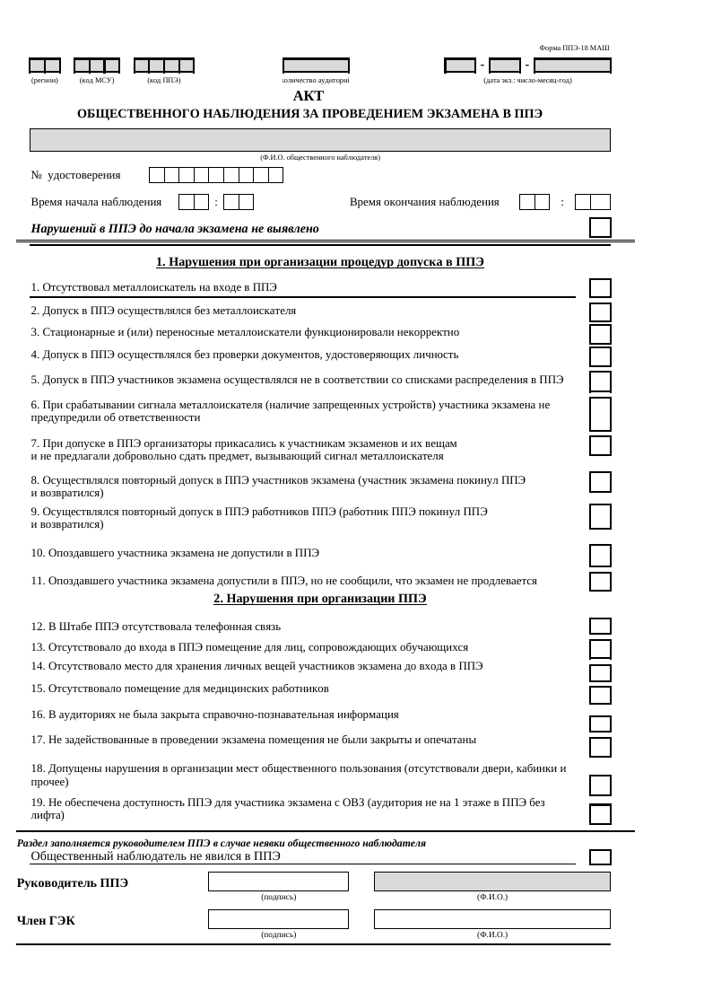 Форма ППЭ-18 МАШ
- -
(регион) (код МСУ) (код ППЭ) количество аудиторий (дата экз.: число-месяц-год)
АКТ
ОБЩЕСТВЕННОГО НАБЛЮДЕНИЯ ЗА ПРОВЕДЕНИЕМ ЭКЗАМЕНА В ППЭ
(Ф.И.О. общественного наблюдателя)
№ удостоверения
Время начала наблюдения : Время окончания наблюдения :
Нарушений в ППЭ до начала экзамена не выявлено
1. Нарушения при организации процедур допуска в ППЭ
1. Отсутствовал металлоискатель на входе в ППЭ
2. Допуск в ППЭ осуществлялся без металлоискателя
3. Стационарные и (или) переносные металлоискатели функционировали некорректно
4. Допуск в ППЭ осуществлялся без проверки документов, удостоверяющих личность
5. Допуск в ППЭ участников экзамена осуществлялся не в соответствии со списками распределения в ППЭ
6. При срабатывании сигнала металлоискателя (наличие запрещенных устройств) участника экзамена не
предупредили об ответственности
7. При допуске в ППЭ организаторы прикасались к участникам экзаменов и их вещам
и не предлагали добровольно сдать предмет, вызывающий сигнал металлоискателя
8. Осуществлялся повторный допуск в ППЭ участников экзамена (участник экзамена покинул ППЭ
и возвратился)
9. Осуществлялся повторный допуск в ППЭ работников ППЭ (работник ППЭ покинул ППЭ
и возвратился)
10. Опоздавшего участника экзамена не допустили в ППЭ
11. Опоздавшего участника экзамена допустили в ППЭ, но не сообщили, что экзамен не продлевается
2. Нарушения при организации ППЭ
12. В Штабе ППЭ отсутствовала телефонная связь
13. Отсутствовало до входа в ППЭ помещение для лиц, сопровождающих обучающихся
14. Отсутствовало место для хранения личных вещей участников экзамена до входа в ППЭ
15. Отсутствовало помещение для медицинских работников
16. В аудиториях не была закрыта справочно-познавательная информация
17. Не задействованные в проведении экзамена помещения не были закрыты и опечатаны
18. Допущены нарушения в организации мест общественного пользования (отсутствовали двери, кабинки и
прочее)
19. Не обеспечена доступность ППЭ для участника экзамена с ОВЗ (аудитория не на 1 этаже в ППЭ без
лифта)
Раздел заполняется руководителем ППЭ в случае неявки общественного наблюдателя
Общественный наблюдатель не явился в ППЭ
Руководитель ППЭ
(подпись) (Ф.И.О.)
Член ГЭК
(подпись) (Ф.И.О.)